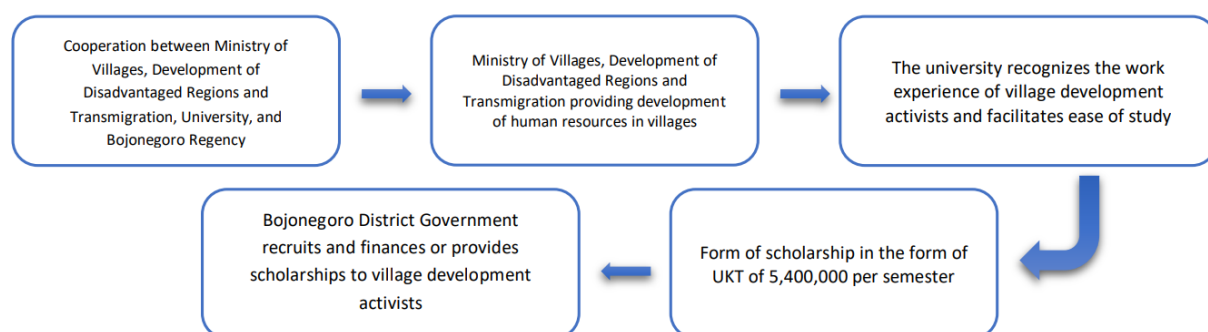 Cooperation between Ministry of
Villages, Development of
Disadvantaged Regions and
Transmigration, University, and
Bojonegoro Regency
Ministry of Villages, Development of
Disadvantaged Regions and
Transmigration providing development
of human resources in villages
The university recognizes the work
experience of village development
activists and facilitates ease of study
Form of scholarship in the form of
UKT of 5,400,000 per semester
Bojonegoro District Government
recruits and finances or provides
scholarships to village development
activists